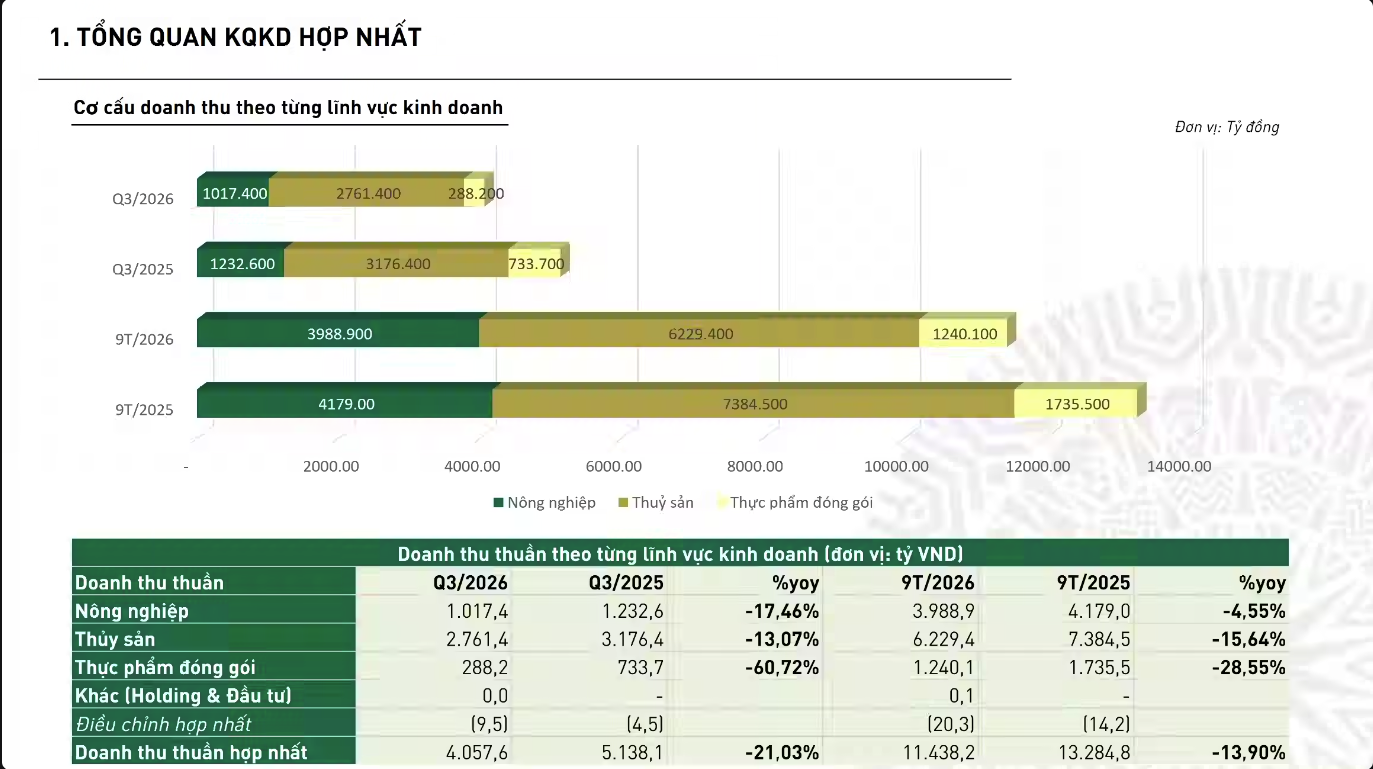 1. TỔNG QUAN KQKD HỢP NHẤT
Cơ cấu doanh thu theo từng lĩnh vực kinh doanh
Đơn vị: Tỷ đồng
Q3/2026 1017.400 2761.400 288.200
Q3/2025 1232.600 3176.400 733.700
9T/2026 3988.900 6229.400 1240.100
9T/2025 4179.00 7384.500 1735.500
- 2000.00 4000.00 6000.00 8000.00 10000.00 12000.00 14000.00
Nông nghiệp Thuỷ sản Thực phẩm đóng gói
Doanh thu thuần theo từng lĩnh vực kinh doanh (đơn vị: tỷ VND)
Doanh thu thuần Q3/2026 Q3/2025 %yoy 9T/2026 9T/2025 %yoy
Nông nghiệp 1.017,4 1.232,6 -17,46% 3.988,9 4.179,0 -4,55%
Thủy sản 2.761,4 3.176,4 -13,07% 6.229,4 7.384,5 -15,64%
Thực phẩm đóng gói 288,2 733,7 -60,72% 1.240,1 1.735,5 -28,55%
Khác (Holding & Đầu tư) 0,0 - 0,1 -
Điều chỉnh hợp nhất (9,5) (4,5) (20,3) (14,2)
Doanh thu thuần hợp nhất 4.057,6 5.138,1 -21,03% 11.438,2 13.284,8 -13,90%